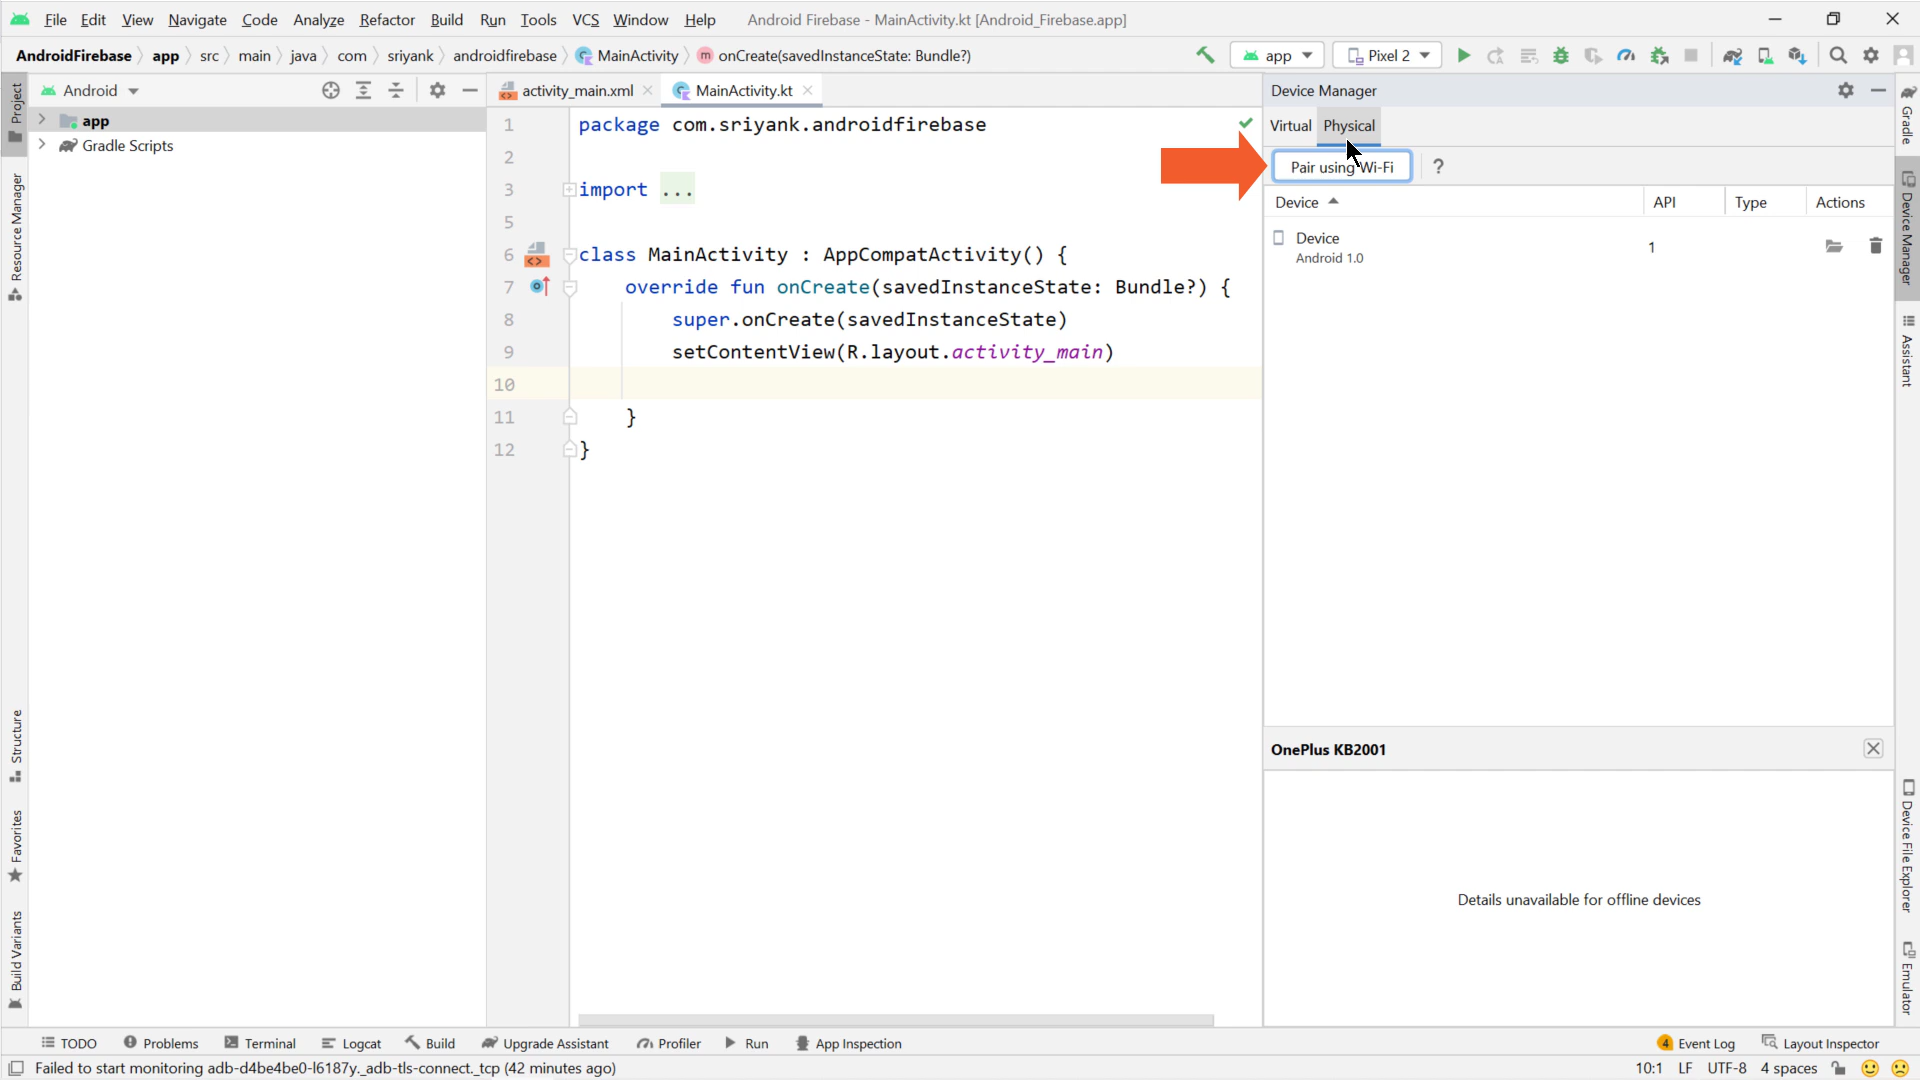 File Edit View Navigate Code Analyze Refactor Build Run Tools VCS Window Help Android Firebase - MainActivity.kt [Android_Firebase.app]
AndroidFirebase app src main java com sriyank androidfirebase MainActivity m onCreate(savedInstanceState: Bundle?) app Pixel 2
Android activity_main.xml MainActivity.kt Device Manager
app
Gradle Scripts
Virtual Physical
Pair using Wi-Fi ?
Device API Type Actions
Device 1
Android 1.0
1 package com.sriyank.androidfirebase
2
3 import ...
5
6 class MainActivity : AppCompatActivity() {
7 override fun onCreate(savedInstanceState: Bundle?) {
8 super.onCreate(savedInstanceState)
9 setContentView(R.layout.activity_main)
10
11 }
12 }
OnePlus KB2001
Details unavailable for offline devices
Project
Resource Manager
Structure
Favorites
Build Variants
Gradle
Device Manager
Assistant
Device File Explorer
Emulator
TODO Problems Terminal Logcat Build Upgrade Assistant Profiler Run App Inspection 4 Event Log Layout Inspector
Failed to start monitoring adb-d4be4be0-l6187y._adb-tls-connect._tcp (42 minutes ago) 10:1 LF UTF-8 4 spaces